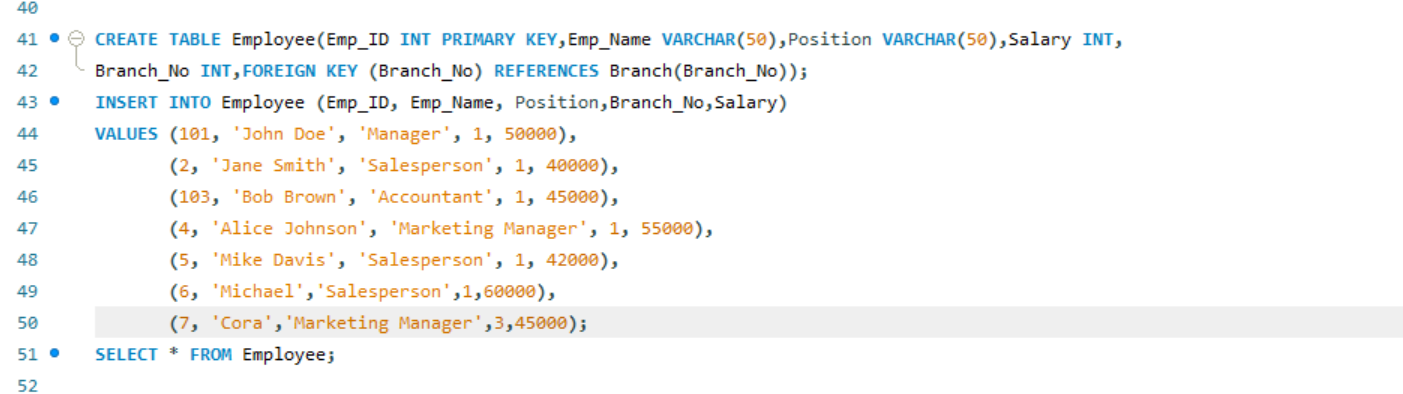 40
41 CREATE TABLE Employee(Emp_ID INT PRIMARY KEY,Emp_Name VARCHAR(50),Position VARCHAR(50),Salary INT,
42 Branch_No INT,FOREIGN KEY (Branch_No) REFERENCES Branch(Branch_No));
43 INSERT INTO Employee (Emp_ID, Emp_Name, Position,Branch_No,Salary)
44 VALUES (101, 'John Doe', 'Manager', 1, 50000),
45 (2, 'Jane Smith', 'Salesperson', 1, 40000),
46 (103, 'Bob Brown', 'Accountant', 1, 45000),
47 (4, 'Alice Johnson', 'Marketing Manager', 1, 55000),
48 (5, 'Mike Davis', 'Salesperson', 1, 42000),
49 (6, 'Michael','Salesperson',1,60000),
50 (7, 'Cora','Marketing Manager',3,45000);
51 SELECT * FROM Employee;
52